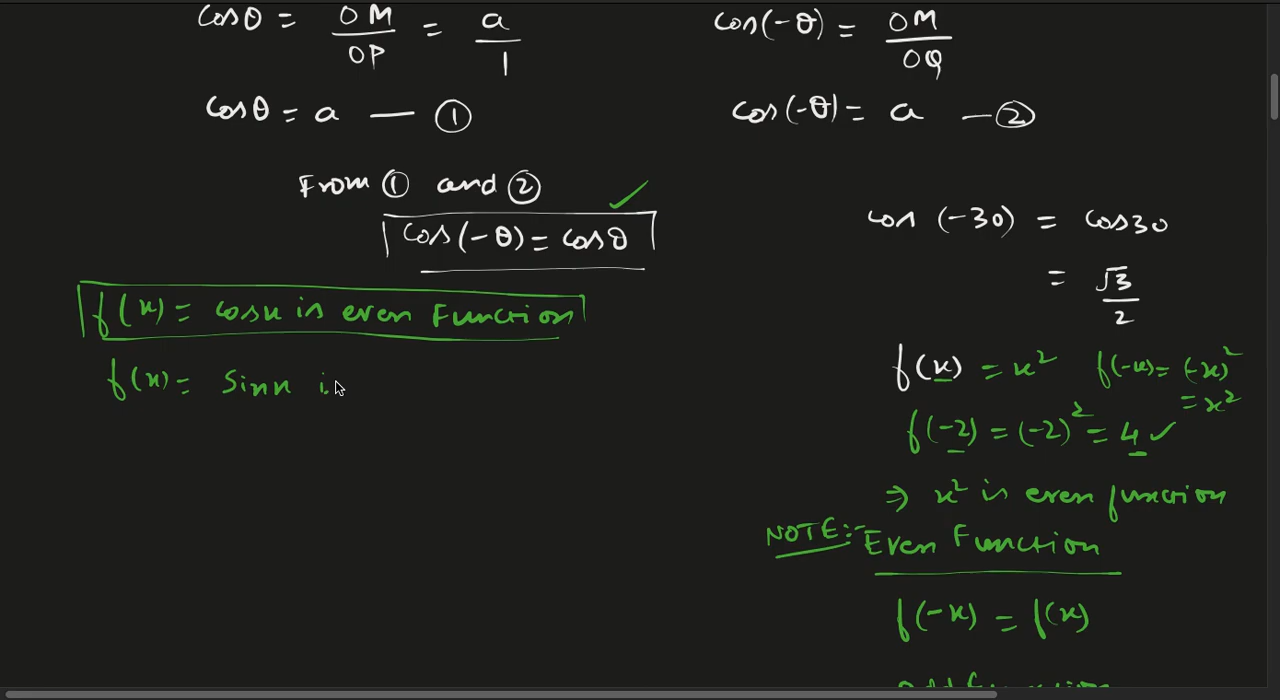 cosθ = OM/OP = a/1
cosθ = a — ①
cos(-θ) = OM/OQ
cos(-θ) = a — ②
From ① and ②
cos(-θ) = cosθ
f(x) = cosx is even Function
f(x) = Sinx i
cos (-30) = cos30
= √3/2
f(x) = x² f(-x) = (-x)²
= x²
f(-2) = (-2)² = 4 ✓
⇒ x² is even function
NOTE:- Even Function
f(-x) = f(x)
odd function